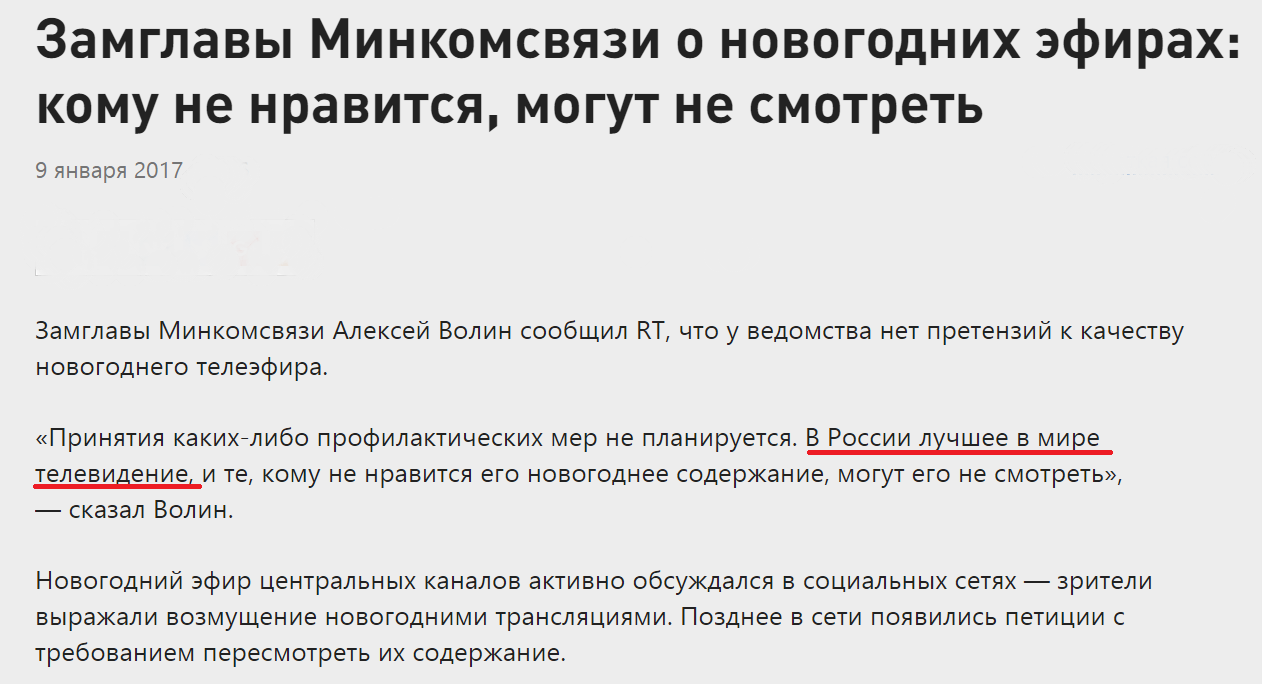 Замглавы Минкомсвязи о новогодних эфирах:
кому не нравится, могут не смотреть
9 января 2017
Замглавы Минкомсвязи Алексей Волин сообщил RT, что у ведомства нет претензий к качеству
новогоднего телеэфира.
«Принятия каких-либо профилактических мер не планируется. В России лучшее в мире
телевидение, и те, кому не нравится его новогоднее содержание, могут его не смотреть»,
— сказал Волин.
Новогодний эфир центральных каналов активно обсуждался в социальных сетях — зрители
выражали возмущение новогодними трансляциями. Позднее в сети появились петиции с
требованием пересмотреть их содержание.